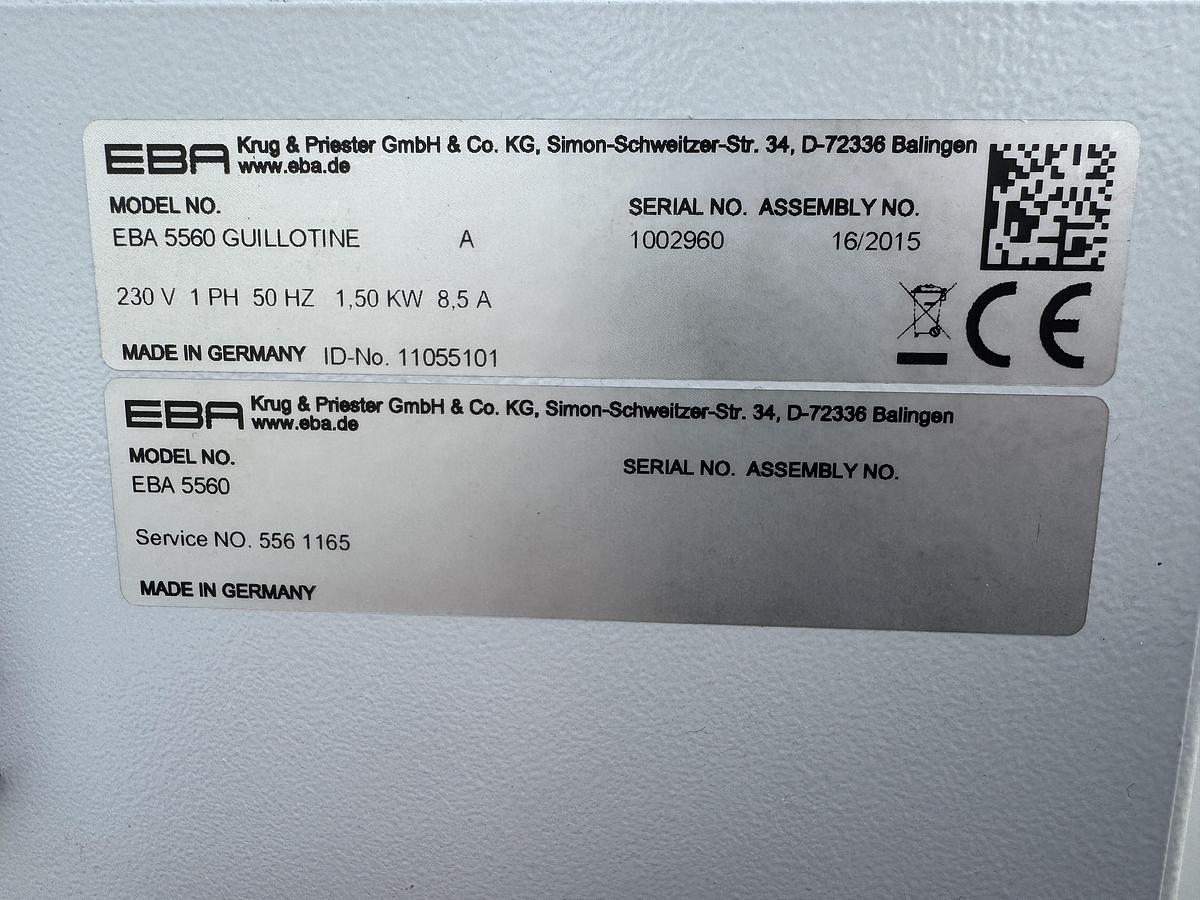 EBA Krug & Priester GmbH & Co. KG, Simon-Schweitzer-Str. 34, D-72336 Balingen
www.eba.de
MODEL NO. SERIAL NO. ASSEMBLY NO.
EBA 5560 GUILLOTINE A 1002960 16/2015
230 V 1 PH 50 HZ 1,50 KW 8,5 A
CE
MADE IN GERMANY ID-No. 11055101
EBA Krug & Priester GmbH & Co. KG, Simon-Schweitzer-Str. 34, D-72336 Balingen
www.eba.de
MODEL NO. SERIAL NO. ASSEMBLY NO.
EBA 5560
Service NO. 556 1165
MADE IN GERMANY